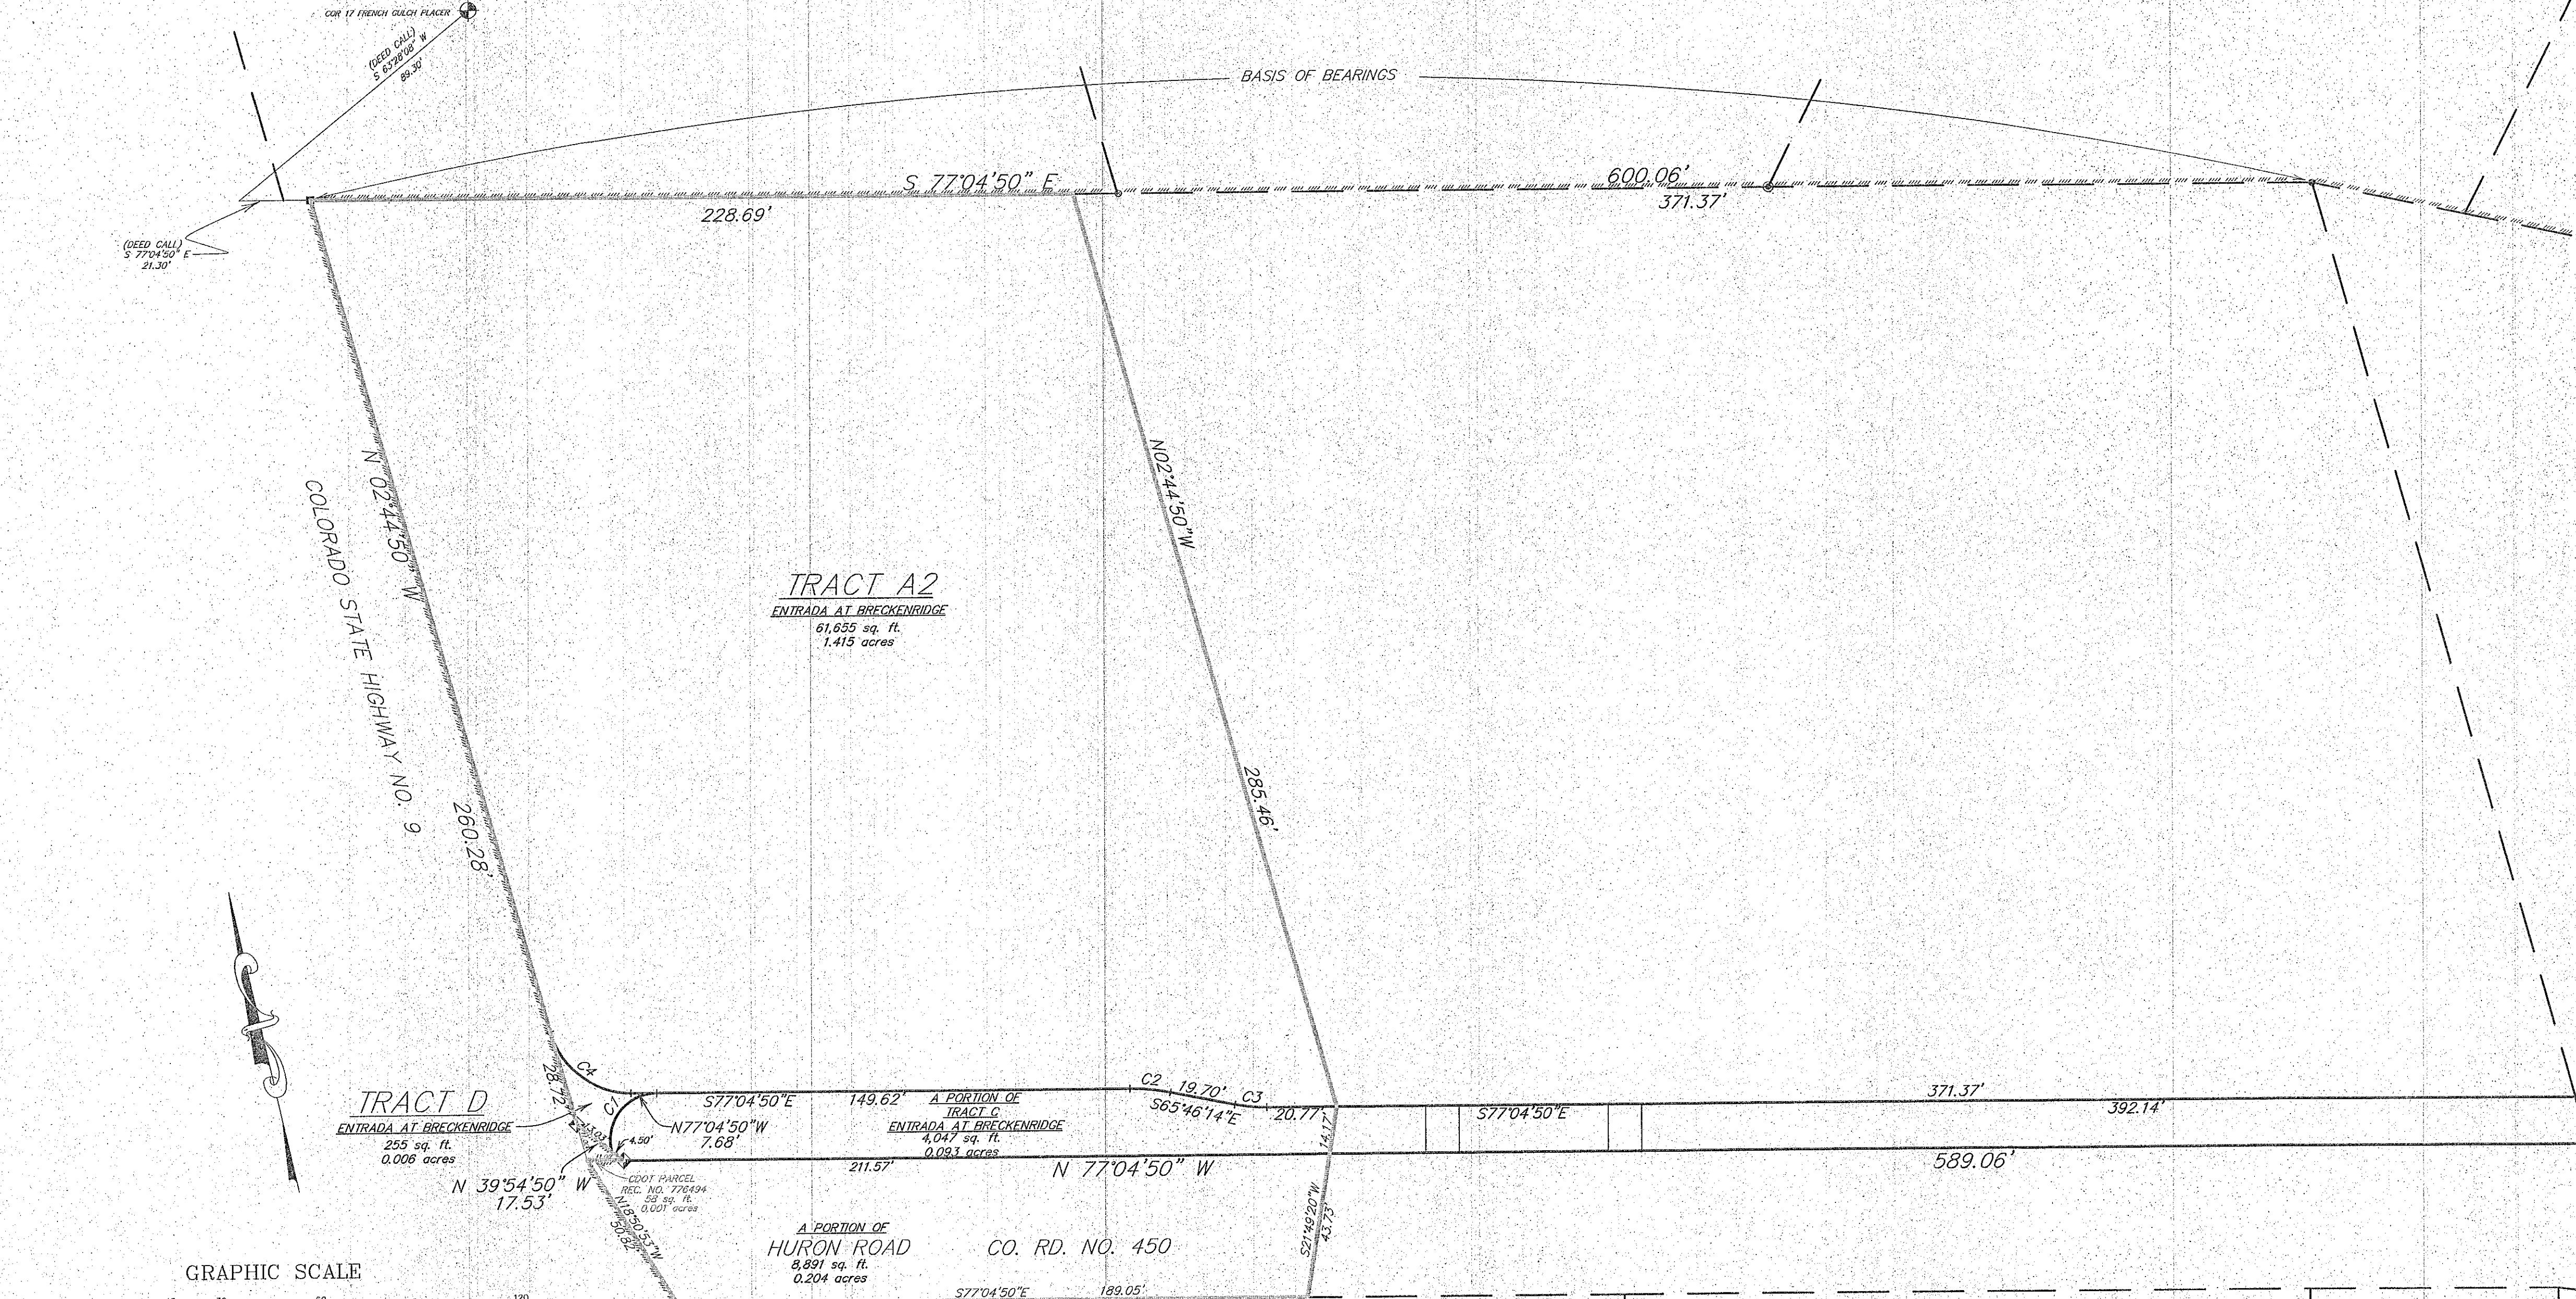 COR 17 FRENCH GULCH PLACER
(DEED CALL)
S 63°28'08" W
89.30'
BASIS OF BEARINGS
S 77°04'50" E
600.06'
228.69'
371.37'
(DEED CALL)
S 77°04'50" E
21.30'
N 02°44'50" W
260.28'
COLORADO STATE HIGHWAY NO. 9
N02°44'50"W
285.46'
TRACT A2
ENTRADA AT BRECKENRIDGE
61,655 sq. ft.
1.415 acres
C4
28.72'
C1
TRACT D
ENTRADA AT BRECKENRIDGE
255 sq. ft.
0.006 acres
13.03'
4.50'
N77°04'50"W
7.68'
S77°04'50"E
149.62'
C2
19.70'
S65°46'14"E
C3
20.77'
A PORTION OF
TRACT C
ENTRADA AT BRECKENRIDGE
4,047 sq. ft.
0.093 acres
14.17'
S77°04'50"E
371.37'
392.14'
211.57'
N 77°04'50" W
589.06'
N 39°54'50" W
17.53'
CDOT PARCEL
REC. NO. 776494
58 sq. ft.
0.001 acres
N18°50'53"W
50.82'
A PORTION OF
HURON ROAD
CO. RD. NO. 450
8,891 sq. ft.
0.204 acres
S21°49'20"W
43.73'
S77°04'50"E
189.05'
GRAPHIC SCALE